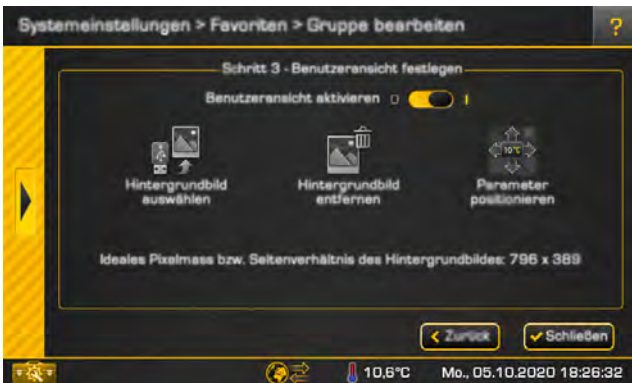 Systemeinstellungen > Favoriten > Gruppe bearbeiten
?
Schritt 3 - Benutzeransicht festlegen
Benutzeransicht aktivieren 0 I
Hintergrundbild
auswählen
Hintergrundbild
entfernen
10°C
Parameter
positionieren
Ideales Pixelmass bzw. Seitenverhältnis des Hintergrundbildes: 796 x 389
< Zurück
Schließen
10,6°C Mo., 05.10.2020 18:26:32